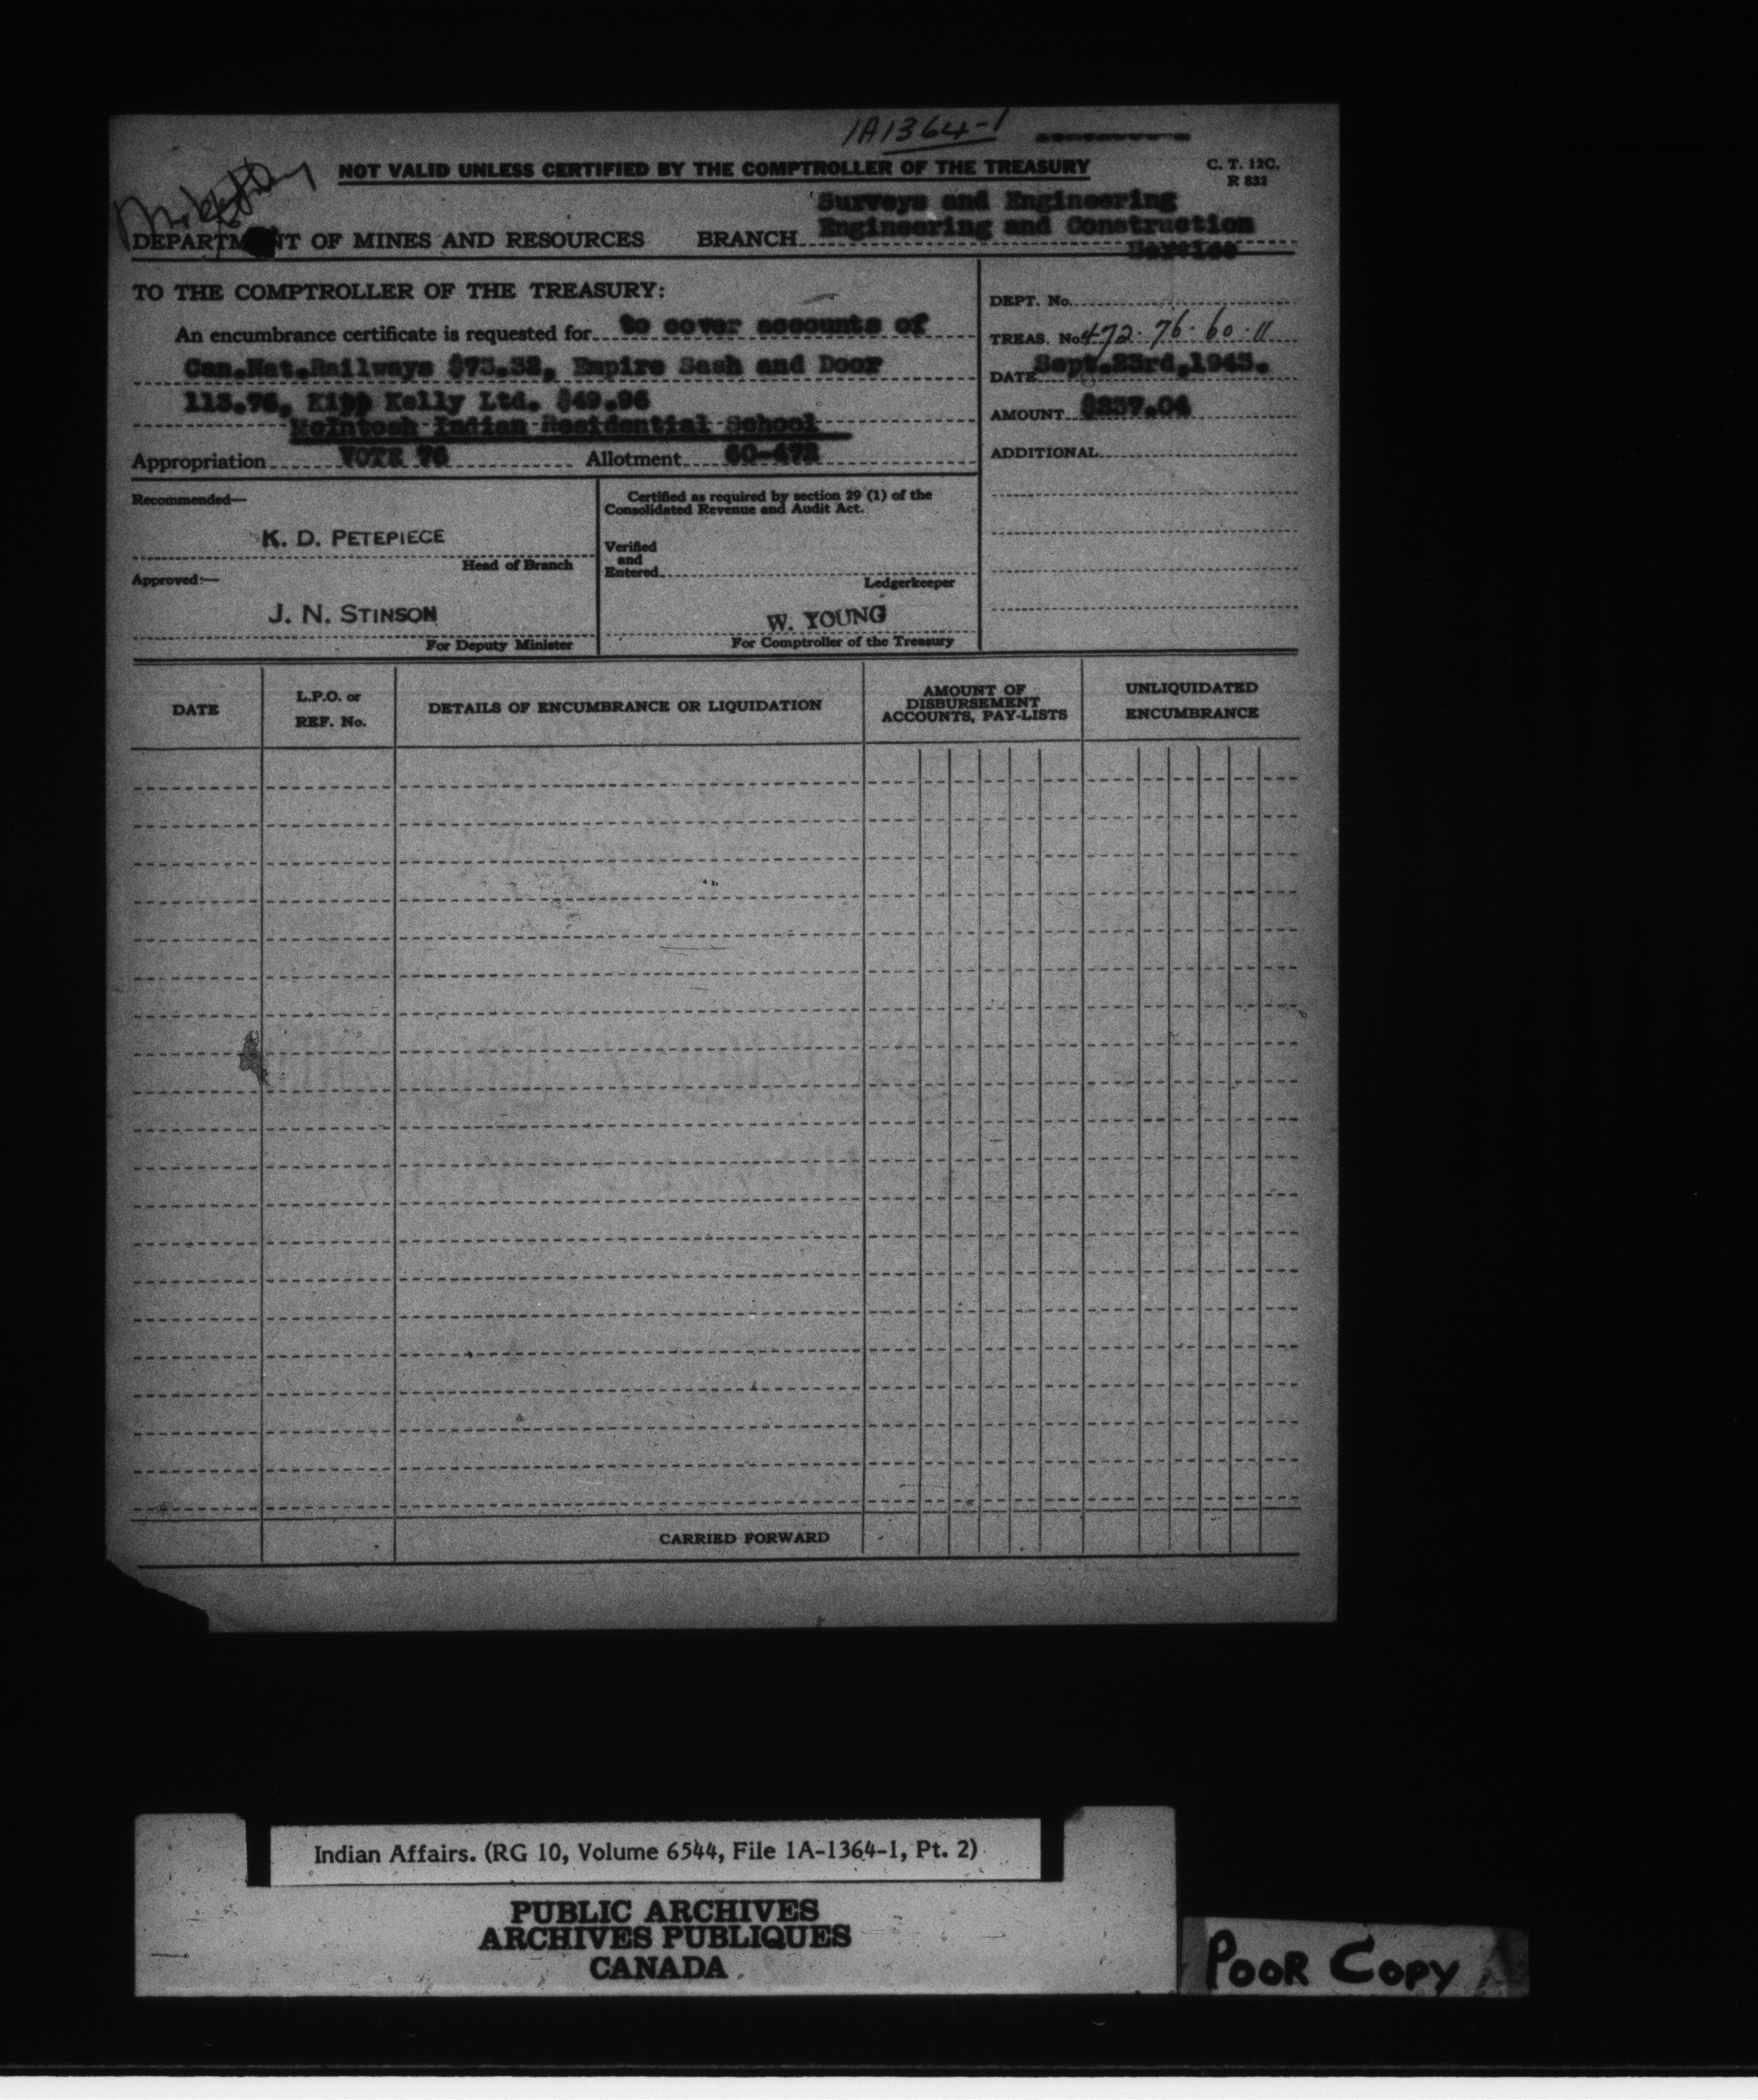 1A1364-1
NOT VALID UNLESS CERTIFIED BY THE COMPTROLLER OF THE TREASURY
C. T. 12C.
R 832
Surveys and Engineering
DEPARTMENT OF MINES AND RESOURCES BRANCH Engineering and Construction
Service
TO THE COMPTROLLER OF THE TREASURY:
An encumbrance certificate is requested for to cover accounts of
Can.Nat.Railways $73.32, Empire Sash and Door
113.76, Kipp Kelly Ltd. $49.96
McIntosh Indian Residential School
Appropriation VOTE 76 Allotment 60-472
DEPT. No.
TREAS. No. 472·76·60·11
DATE Sept.23rd,1943.
AMOUNT $237.04
ADDITIONAL
Recommended—
K. D. PETEPIECE
Head of Branch
Approved:—
J. N. STINSON
For Deputy Minister
Certified as required by section 29 (1) of the
Consolidated Revenue and Audit Act.
Verified
and
Entered
Ledgerkeeper
W. YOUNG
For Comptroller of the Treasury
DATE
L.P.O. or
REF. No.
DETAILS OF ENCUMBRANCE OR LIQUIDATION
AMOUNT OF
DISBURSEMENT
ACCOUNTS, PAY-LISTS
UNLIQUIDATED
ENCUMBRANCE
CARRIED FORWARD
Indian Affairs. (RG 10, Volume 6544, File 1A-1364-1, Pt. 2)
PUBLIC ARCHIVES
ARCHIVES PUBLIQUES
CANADA
POOR COPY